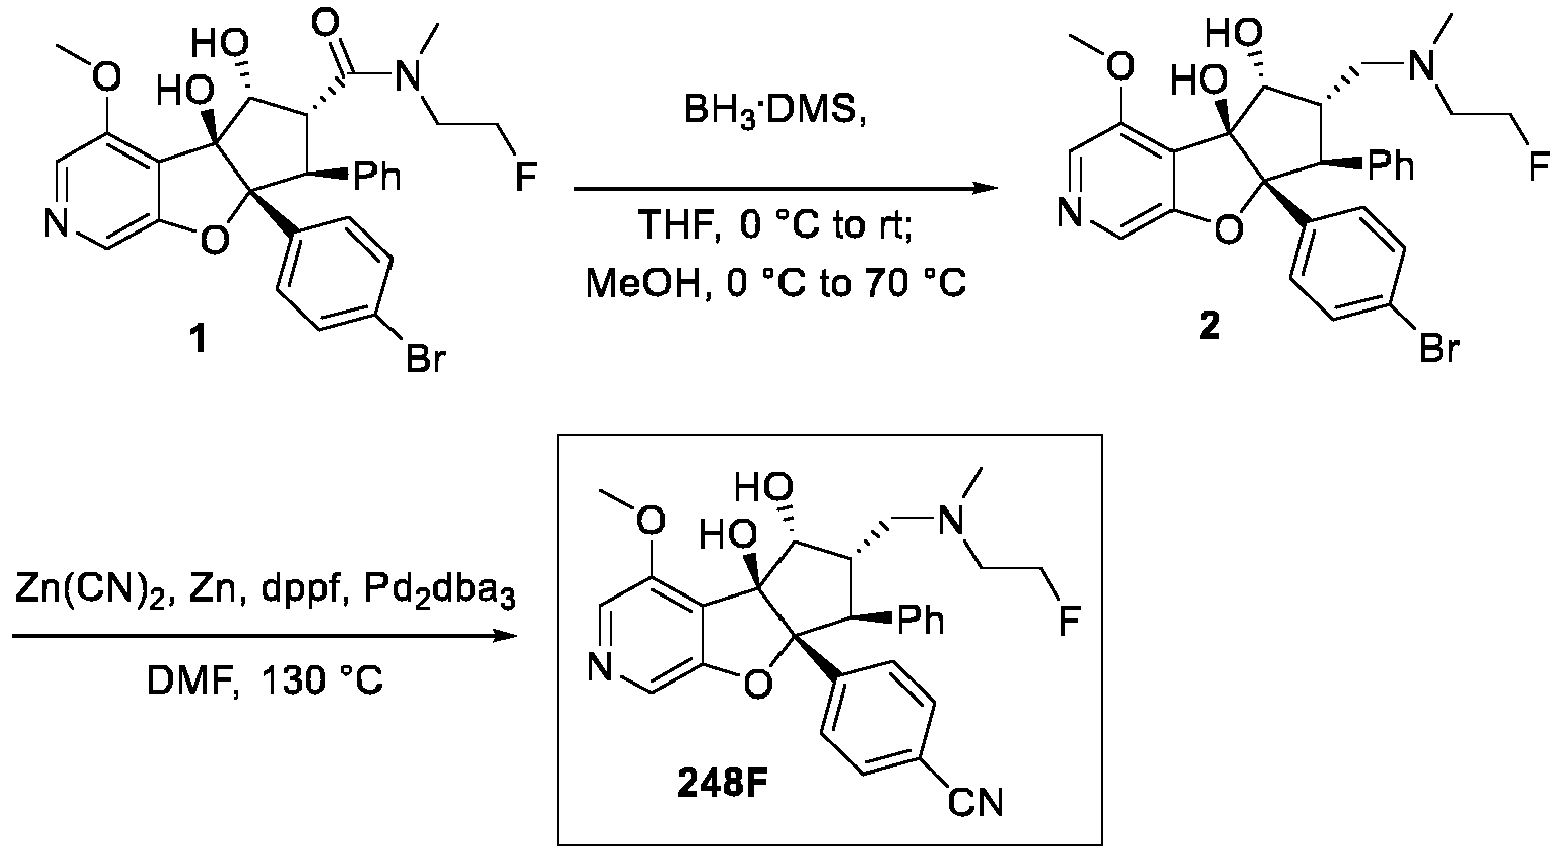 O
HO
N
O
HO
BH₃·DMS,
Ph
F
N
O
THF, 0 °C to rt;
MeOH, 0 °C to 70 °C
1
Br
HO
N
O
HO
Ph
F
N
O
2
Br
Zn(CN)₂, Zn, dppf, Pd₂dba₃
DMF, 130 °C
HO
N
O
HO
F
Ph
N
O
248F
CN